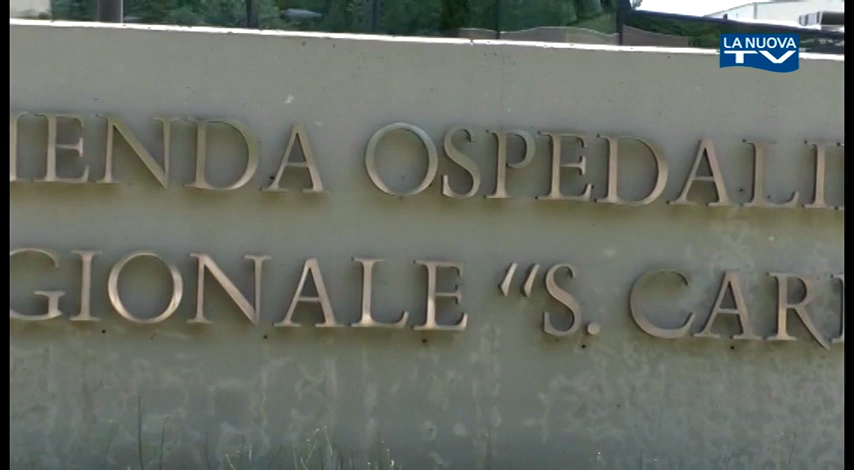 LA NUOVA
TV
IENDA OSPEDALI
GIONALE “S. CAR